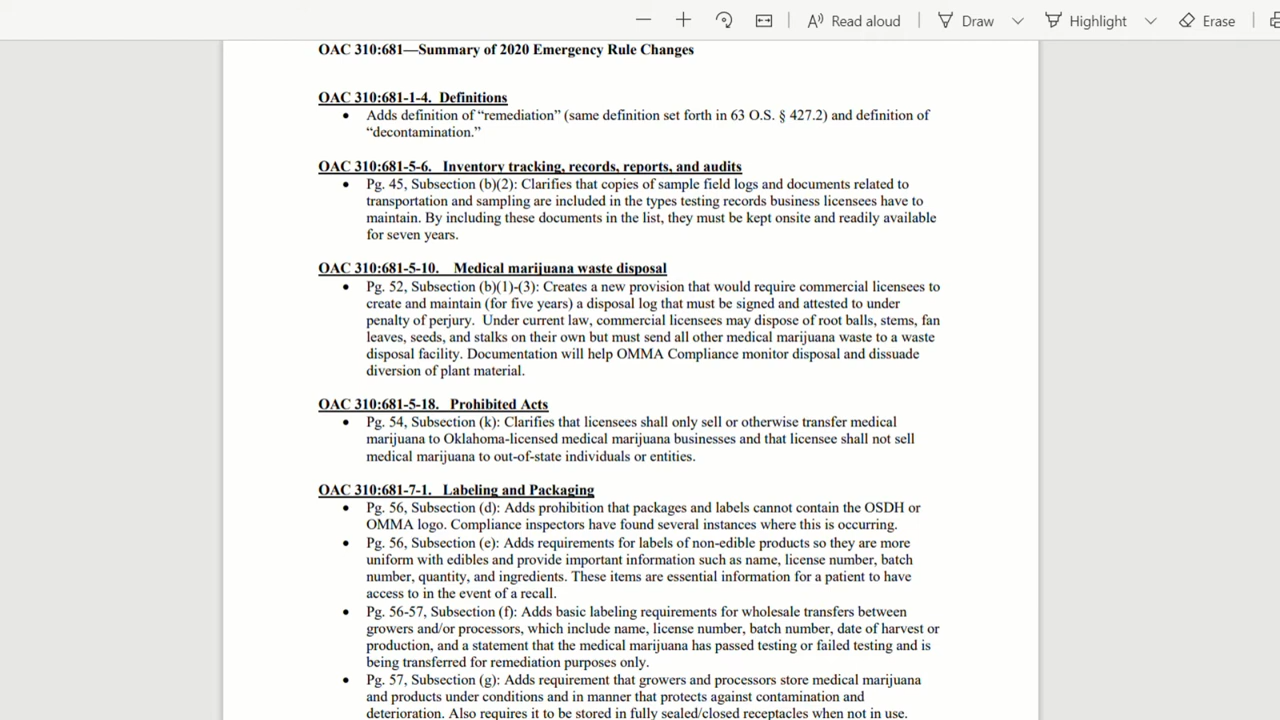 Read aloud
Draw
Highlight
Erase
OAC 310:681—Summary of 2020 Emergency Rule Changes
OAC 310:681-1-4. Definitions
• Adds definition of “remediation” (same definition set forth in 63 O.S. § 427.2) and definition of
“decontamination.”
OAC 310:681-5-6. Inventory tracking, records, reports, and audits
• Pg. 45, Subsection (b)(2): Clarifies that copies of sample field logs and documents related to
transportation and sampling are included in the types testing records business licensees have to
maintain. By including these documents in the list, they must be kept onsite and readily available
for seven years.
OAC 310:681-5-10. Medical marijuana waste disposal
• Pg. 52, Subsection (b)(1)-(3): Creates a new provision that would require commercial licensees to
create and maintain (for five years) a disposal log that must be signed and attested to under
penalty of perjury. Under current law, commercial licensees may dispose of root balls, stems, fan
leaves, seeds, and stalks on their own but must send all other medical marijuana waste to a waste
disposal facility. Documentation will help OMMA Compliance monitor disposal and dissuade
diversion of plant material.
OAC 310:681-5-18. Prohibited Acts
• Pg. 54, Subsection (k): Clarifies that licensees shall only sell or otherwise transfer medical
marijuana to Oklahoma-licensed medical marijuana businesses and that licensee shall not sell
medical marijuana to out-of-state individuals or entities.
OAC 310:681-7-1. Labeling and Packaging
• Pg. 56, Subsection (d): Adds prohibition that packages and labels cannot contain the OSDH or
OMMA logo. Compliance inspectors have found several instances where this is occurring.
• Pg. 56, Subsection (e): Adds requirements for labels of non-edible products so they are more
uniform with edibles and provide important information such as name, license number, batch
number, quantity, and ingredients. These items are essential information for a patient to have
access to in the event of a recall.
• Pg. 56-57, Subsection (f): Adds basic labeling requirements for wholesale transfers between
growers and/or processors, which include name, license number, batch number, date of harvest or
production, and a statement that the medical marijuana has passed testing or failed testing and is
being transferred for remediation purposes only.
• Pg. 57, Subsection (g): Adds requirement that growers and processors store medical marijuana
and products under conditions and in manner that protects against contamination and
deterioration. Also requires it to be stored in fully sealed/closed receptacles when not in use.